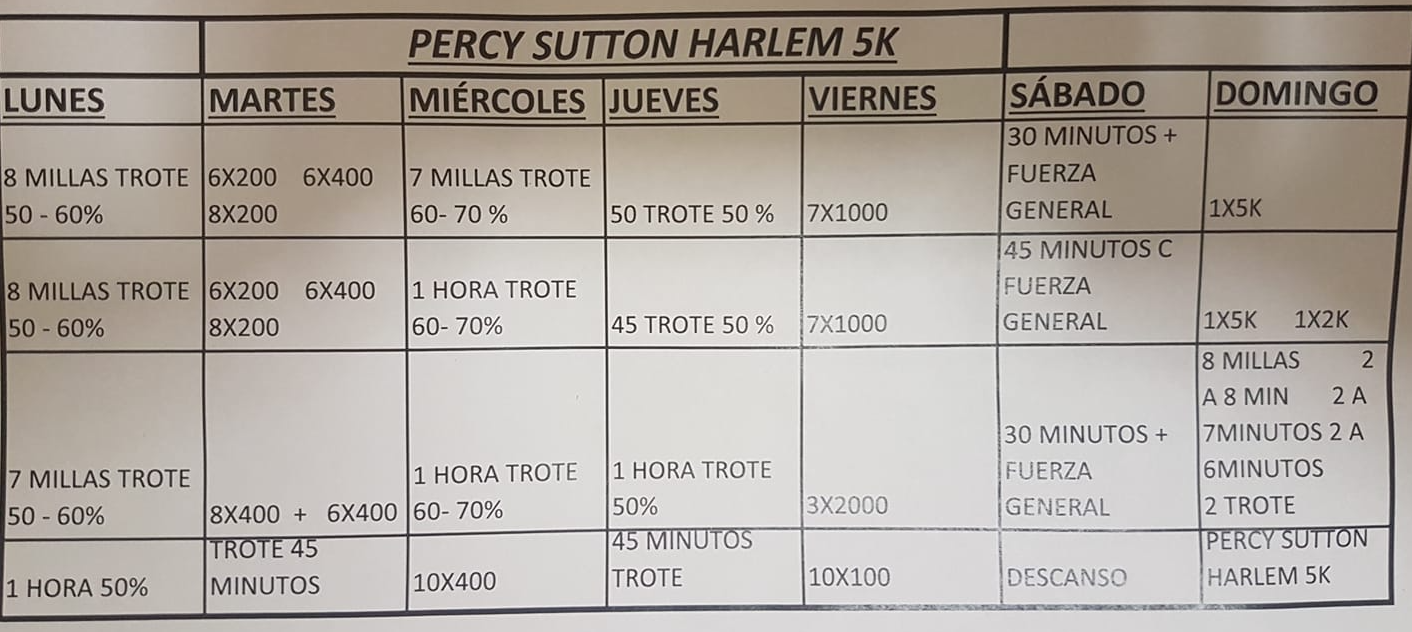 PERCY SUTTON HARLEM 5K
LUNES MARTES MIÉRCOLES JUEVES VIERNES SÁBADO DOMINGO
8 MILLAS TROTE
50 - 60%
6X200 6X400
8X200
7 MILLAS TROTE
60- 70 %
50 TROTE 50 %
7X1000
30 MINUTOS +
FUERZA
GENERAL
1X5K
8 MILLAS TROTE
50 - 60%
6X200 6X400
8X200
1 HORA TROTE
60- 70%
45 TROTE 50 %
7X1000
45 MINUTOS C
FUERZA
GENERAL
1X5K 1X2K
7 MILLAS TROTE
50 - 60%
8X400 + 6X400
1 HORA TROTE
60- 70%
1 HORA TROTE
50%
3X2000
30 MINUTOS +
FUERZA
GENERAL
8 MILLAS 2
A 8 MIN 2 A
7MINUTOS 2 A
6MINUTOS
2 TROTE
1 HORA 50%
TROTE 45
MINUTOS
10X400
45 MINUTOS
TROTE
10X100
DESCANSO
PERCY SUTTON
HARLEM 5K